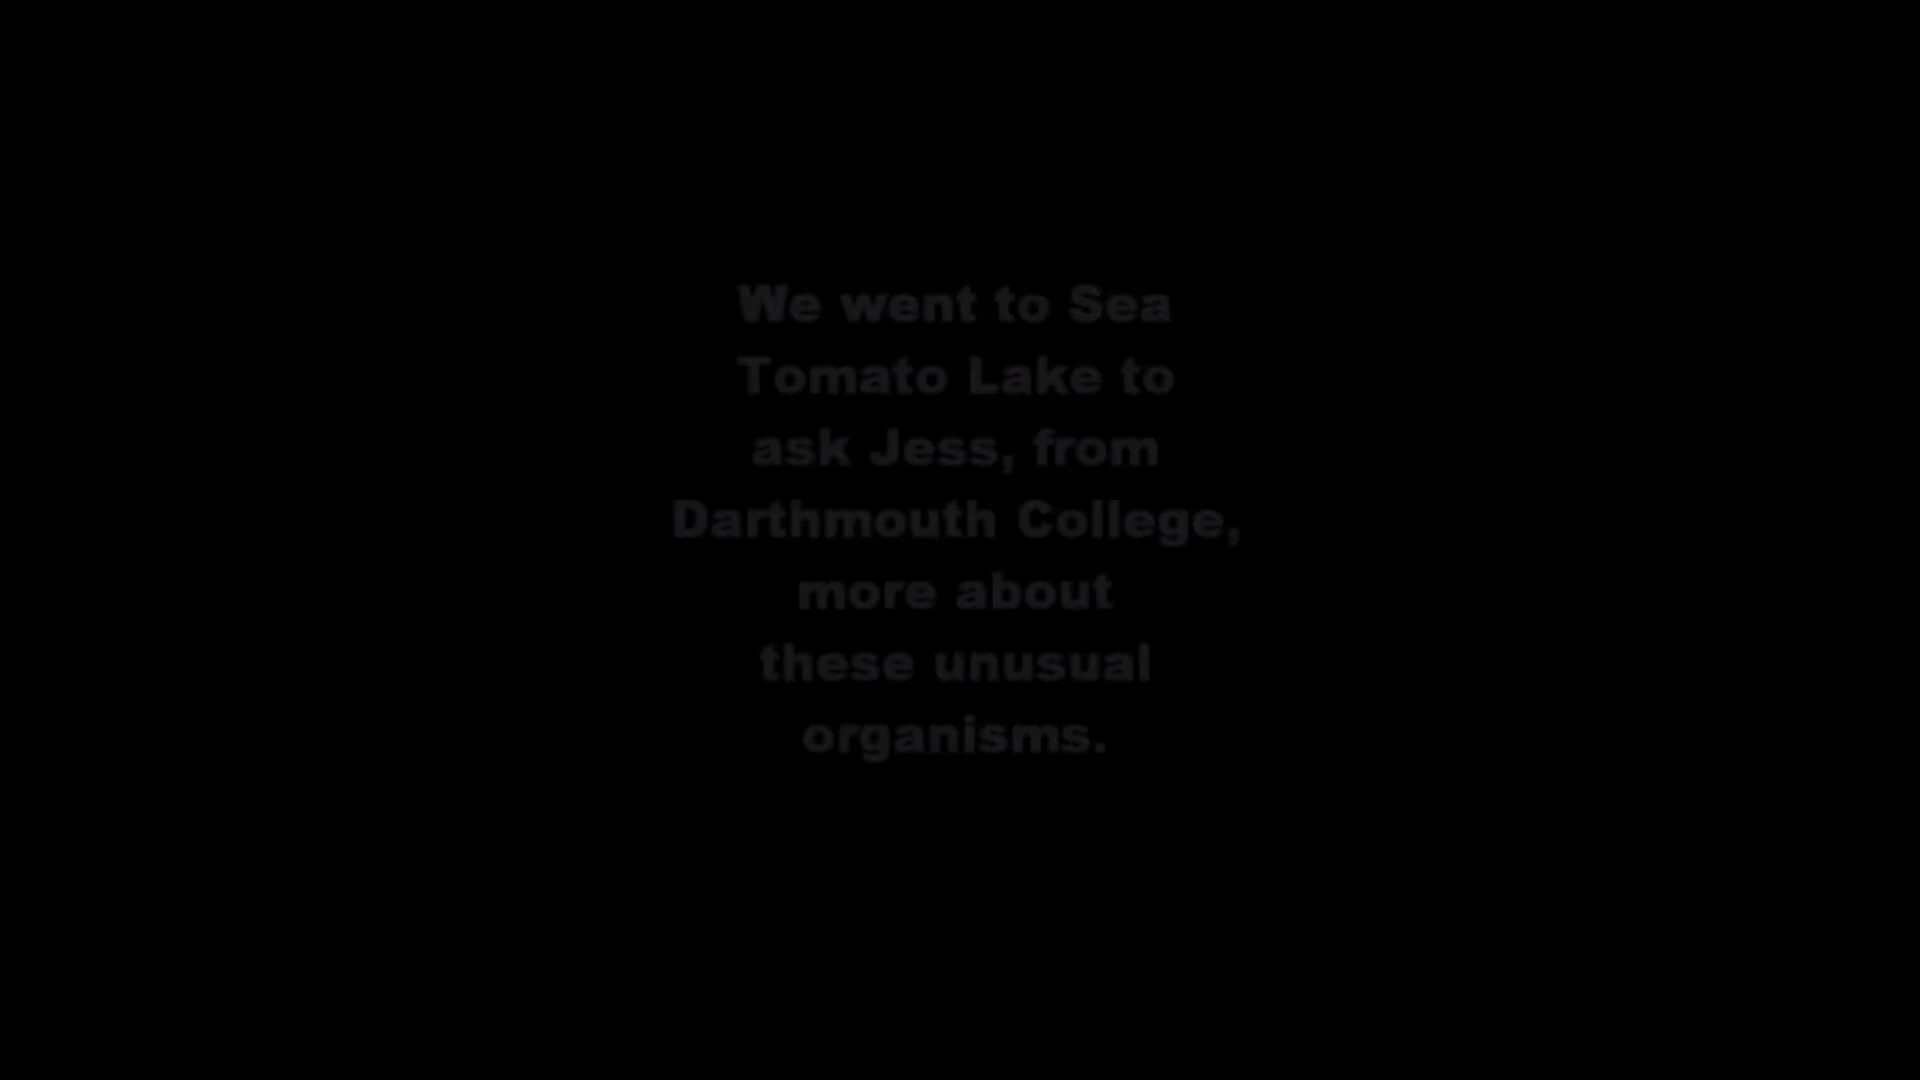 We went to Sea
Tomato Lake to
ask Jess, from
Darthmouth College,
more about
these unusual
organisms.